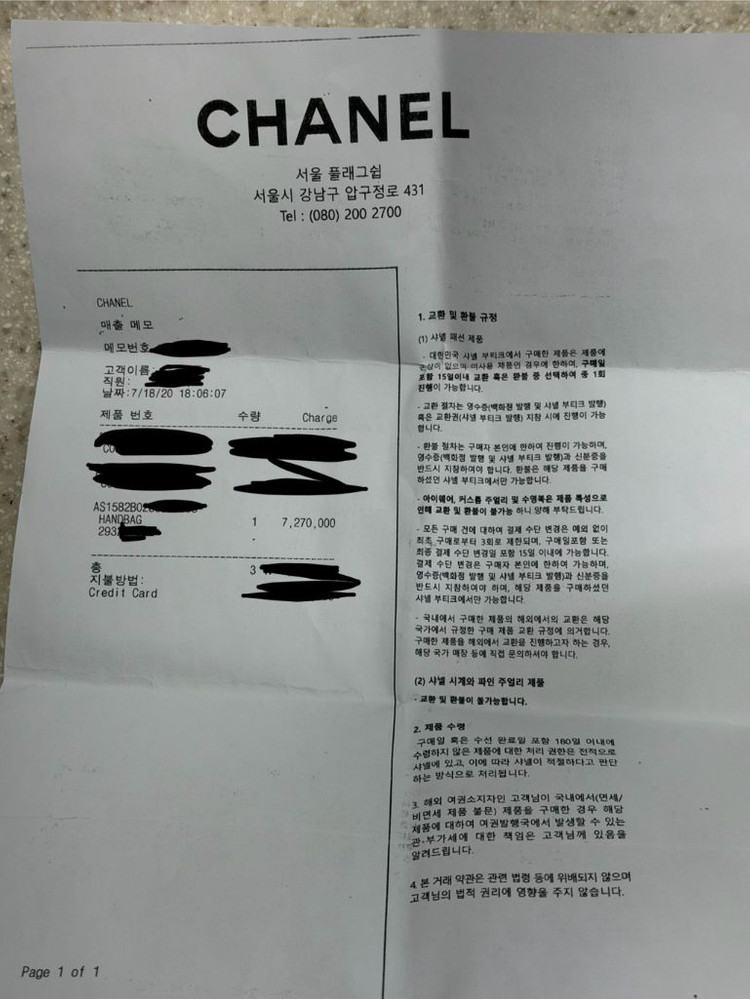 CHANEL
서울 플래그쉽
서울시 강남구 압구정로 431
Tel : (080) 200 2700
CHANEL
매출 메모
메모번호
고객이름
직원:
날짜:7/18/20 18:06:07
제품 번호 수량 Charge
AS1582B02
HANDBAG 1 7,270,000
293
총 3
지불방법:
Credit Card
1. 교환 및 환불 규정
(1) 샤넬 패션 제품
- 대한민국 샤넬 부티크에서 구매한 제품은 제품에
손상이 없으며 미사용 제품인 경우에 한하여, 구매일
포함 15일이내 교환 혹은 환불 중 선택하여 총 1회
진행이 가능합니다.
- 교환 절차는 영수증(백화점 발행 및 샤넬 부티크 발행)
혹은 교환권(샤넬 부티크 발행) 지참 시에 진행이 가능
합니다.
- 환불 절차는 구매자 본인에 한하여 진행이 가능하며,
영수증(백화점 발행 및 샤넬 부티크 발행)과 신분증을
반드시 지참하여야 합니다. 환불은 해당 제품을 구매
하셨던 샤넬 부티크에서만 가능합니다.
- 아이웨어, 커스튬 주얼리 및 수영복은 제품 특성으로
인해 교환 및 환불이 불가능 하니 양해 부탁드립니다.
- 모든 구매 건에 대하여 결제 수단 변경은 예외 없이
최초 구매로부터 3회로 제한되며, 구매일포함 또는
최종 결제 수단 변경일 포함 15일 이내에 가능합니다.
결제 수단 변경은 구매자 본인에 한하여 가능하며,
영수증(백화점 발행 및 샤넬 부티크 발행)과 신분증을
반드시 지참하여야 하며, 해당 제품을 구매하셨던
샤넬 부티크에서만 가능합니다.
- 국내에서 구매한 제품의 해외에서의 교환은 해당
국가에서 규정한 구매 제품 교환 규정에 의거합니다.
구매한 제품을 해외에서 교환을 진행하고자 하는 경우,
해당 국가 매장 등에 직접 문의하셔야 합니다.
(2) 샤넬 시계와 파인 주얼리 제품
- 교환 및 환불이 불가능합니다.
2. 제품 수령
구매일 혹은 수선 완료일 포함 180일 이내에
수령하지 않은 제품에 대한 처리 권한은 전적으로
샤넬에 있고, 이에 따라 샤넬이 적절하다고 판단
하는 방식으로 처리됩니다.
3. 해외 여권소지자인 고객님이 국내에서(면세/
비면세 제품 불문) 제품을 구매한 경우 해당
제품에 대하여 여권발행국에서 발생할 수 있는
관·부가세에 대한 책임은 고객님께 있음을
알려드립니다.
4. 본 거래 약관은 관련 법령 등에 위배되지 않으며
고객님의 법적 권리에 영향을 주지 않습니다.
Page 1 of 1